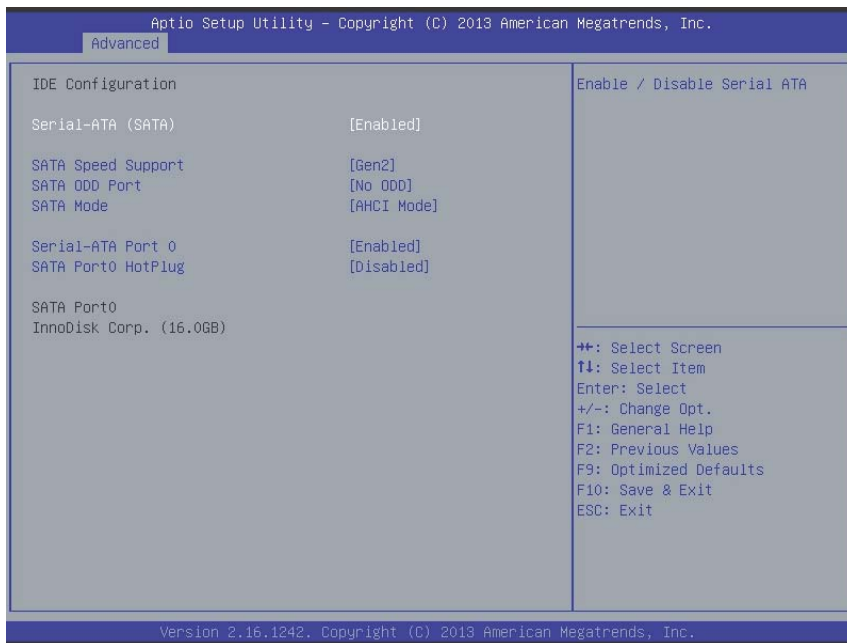 Aptio Setup Utility – Copyright (C) 2013 American Megatrends, Inc.
Advanced
IDE Configuration
Serial-ATA (SATA) [Enabled]
SATA Speed Support [Gen2]
SATA ODD Port [No ODD]
SATA Mode [AHCI Mode]
Serial-ATA Port 0 [Enabled]
SATA Port0 HotPlug [Disabled]
SATA Port0
InnoDisk Corp. (16.0GB)
Enable / Disable Serial ATA
→←: Select Screen
↑↓: Select Item
Enter: Select
+/-: Change Opt.
F1: General Help
F2: Previous Values
F9: Optimized Defaults
F10: Save & Exit
ESC: Exit
Version 2.16.1242. Copyright (C) 2013 American Megatrends, Inc.